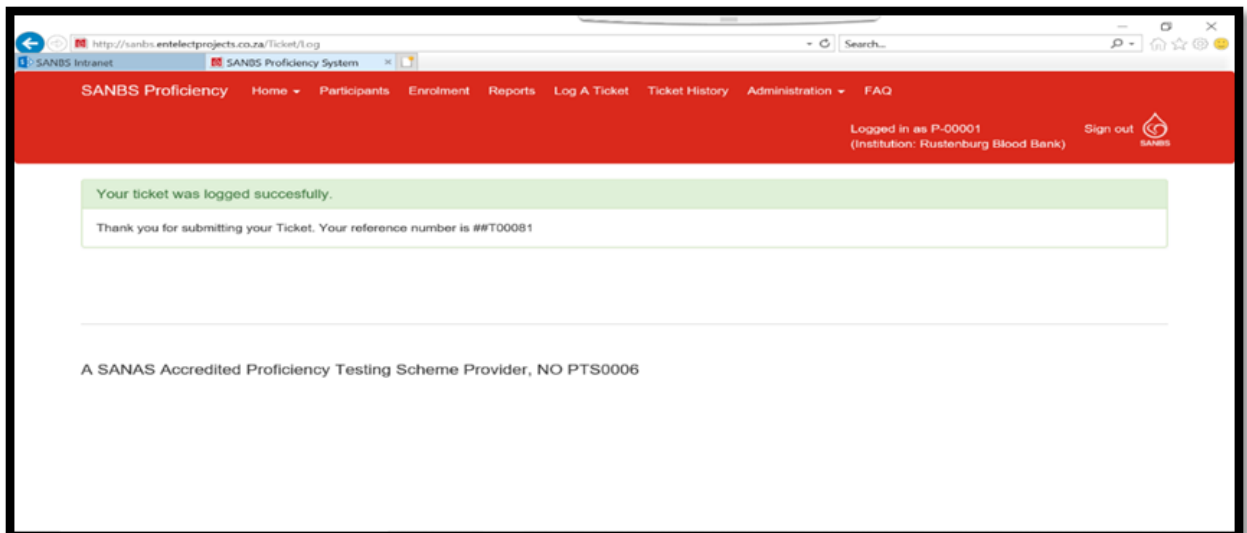 http://sanbs.entelectprojects.co.za/Ticket/Log
Search...
SANBS Intranet
SANBS Proficiency System
SANBS Proficiency Home Participants Enrolment Reports Log A Ticket Ticket History Administration FAQ
Logged in as P-00001
(Institution: Rustenburg Blood Bank)
Sign out
SANBS
Your ticket was logged succesfully.
Thank you for submitting your Ticket. Your reference number is ##T00081
A SANAS Accredited Proficiency Testing Scheme Provider, NO PTS0006